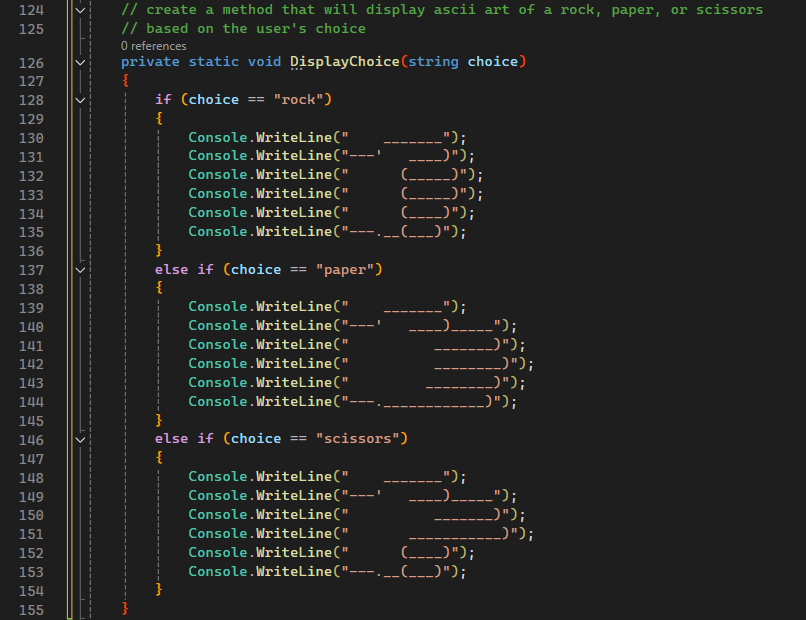 124 // create a method that will display ascii art of a rock, paper, or scissors
125 // based on the user's choice
0 references
126 private static void DisplayChoice(string choice)
127 {
128     if (choice == "rock")
129     {
130         Console.WriteLine("    _______");
131         Console.WriteLine("---'   ____)");
132         Console.WriteLine("      (_____)");
133         Console.WriteLine("      (_____)");
134         Console.WriteLine("      (____)");
135         Console.WriteLine("---.__(___)");
136     }
137     else if (choice == "paper")
138     {
139         Console.WriteLine("    _______");
140         Console.WriteLine("---'   ____)_____");
141         Console.WriteLine("          _______)");
142         Console.WriteLine("          ________)");
143         Console.WriteLine("         ________)");
144         Console.WriteLine("---.____________)");
145     }
146     else if (choice == "scissors")
147     {
148         Console.WriteLine("    _______");
149         Console.WriteLine("---'   ____)_____");
150         Console.WriteLine("          _______)");
151         Console.WriteLine("       ___________)");
152         Console.WriteLine("      (____)");
153         Console.WriteLine("---.__(___)");
154     }
155 }